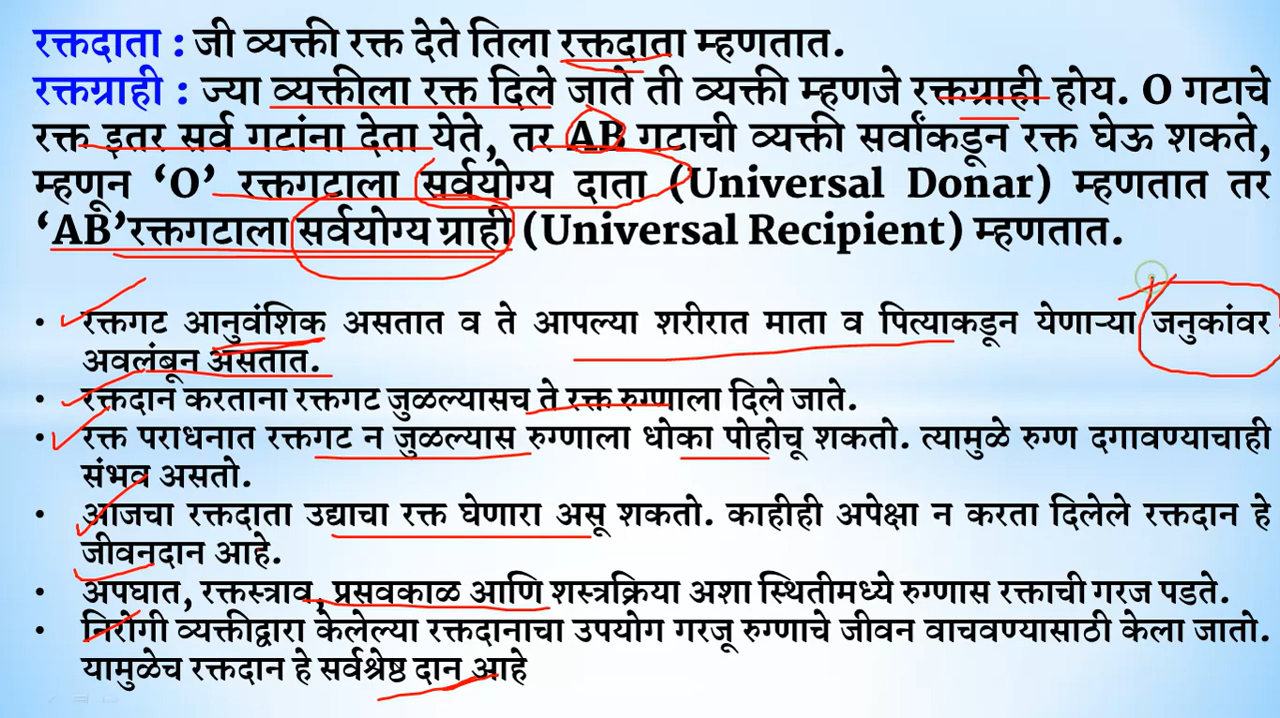 रक्तदाता : जी व्यक्ती रक्त देते तिला रक्तदाता म्हणतात.
रक्तग्राही : ज्या व्यक्तीला रक्त दिले जाते ती व्यक्ती म्हणजे रक्तग्राही होय. O गटाचे
रक्त इतर सर्व गटांना देता येते, तर AB गटाची व्यक्ती सर्वांकडून रक्त घेऊ शकते,
म्हणून ‘O’ रक्तगटाला सर्वयोग्य दाता (Universal Donar) म्हणतात तर
‘AB’रक्तगटाला सर्वयोग्य ग्राही (Universal Recipient) म्हणतात.
• रक्तगट आनुवंशिक असतात व ते आपल्या शरीरात माता व पित्याकडून येणाऱ्या जनुकांवर
अवलंबून असतात.
• रक्तदान करताना रक्तगट जुळल्यासच ते रक्त रुग्णाला दिले जाते.
• रक्त पराधनात रक्तगट न जुळल्यास रुग्णाला धोका पोहोचू शकतो. त्यामुळे रुग्ण दगावण्याचाही
संभव असतो.
• आजचा रक्तदाता उद्याचा रक्त घेणारा असू शकतो. काहीही अपेक्षा न करता दिलेले रक्तदान हे
जीवनदान आहे.
• अपघात, रक्तस्त्राव, प्रसवकाळ आणि शस्त्रक्रिया अशा स्थितीमध्ये रुग्णास रक्ताची गरज पडते.
• निरोगी व्यक्तीद्वारा केलेल्या रक्तदानाचा उपयोग गरजू रुग्णाचे जीवन वाचवण्यासाठी केला जातो.
यामुळेच रक्तदान हे सर्वश्रेष्ठ दान आहे